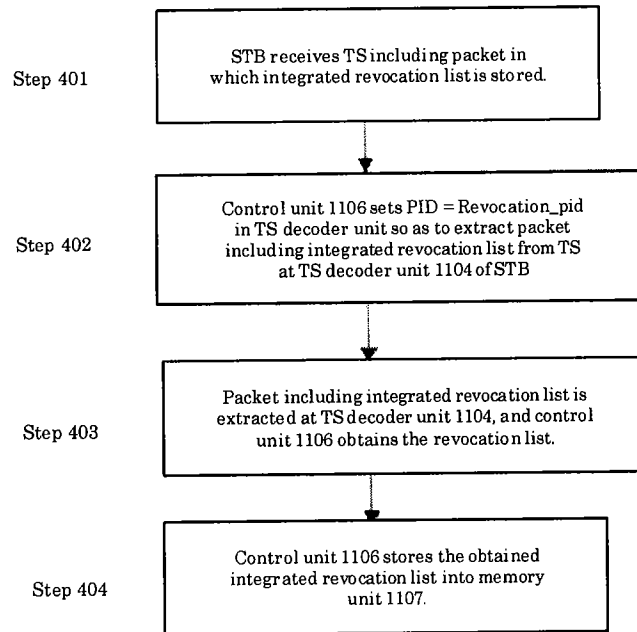 Step 401
STB receives TS including packet in
which integrated revocation list is stored.
Step 402
Control unit 1106 sets PID = Revocation_pid
in TS decoder unit so as to extract packet
including integrated revocation list from TS
at TS decoder unit 1104 of STB
Step 403
Packet including integrated revocation list is
extracted at TS decoder unit 1104, and control
unit 1106 obtains the revocation list.
Step 404
Control unit 1106 stores the obtained
integrated revocation list into memory
unit 1107.